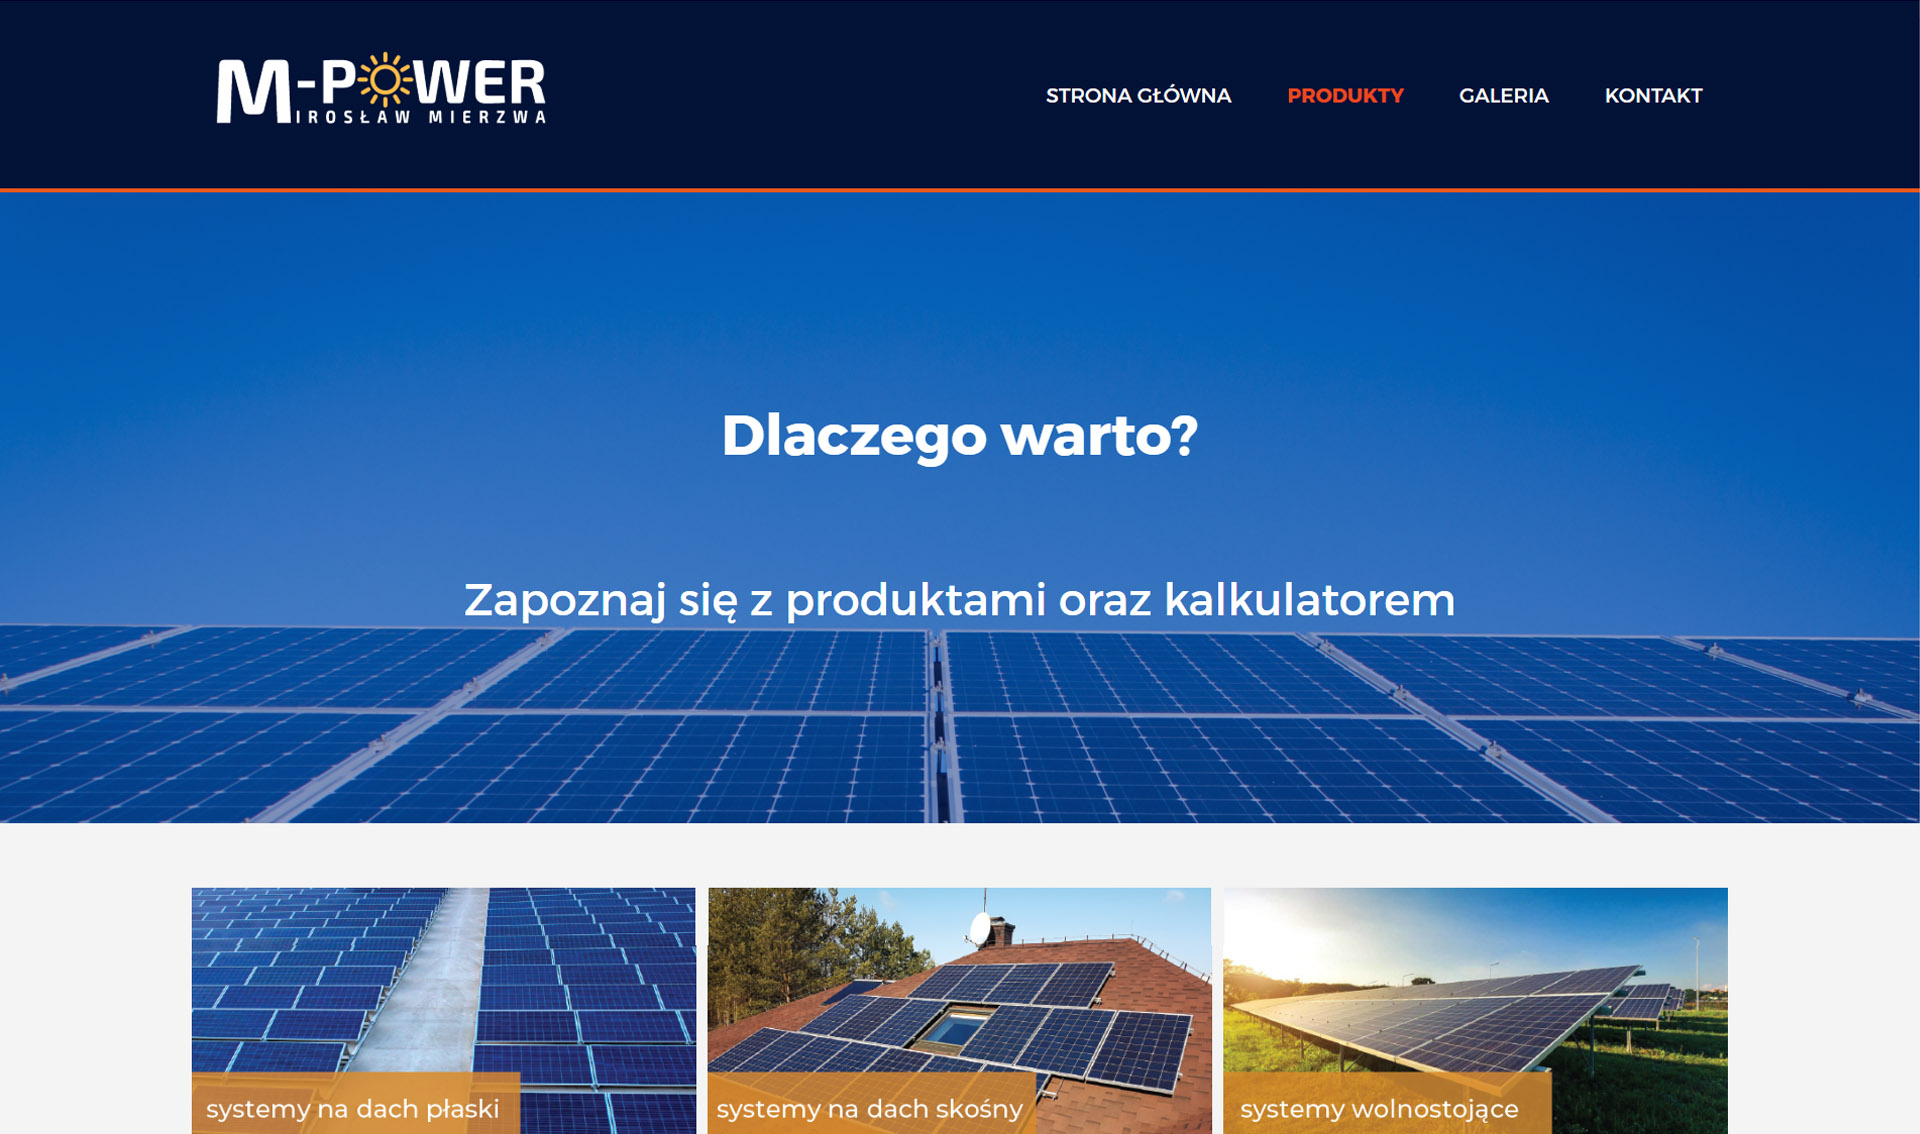 M-POWER
MIROSŁAW MIERZWA
STRONA GŁÓWNA
PRODUKTY
GALERIA
KONTAKT
Dlaczego warto?
Zapoznaj się z produktami oraz kalkulatorem
systemy na dach płaski
systemy na dach skośny
systemy wolnostojące